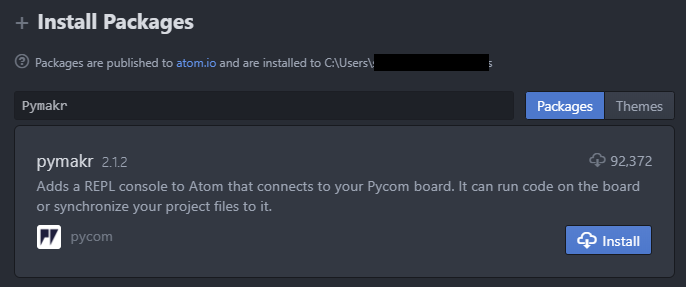 + Install Packages
Packages are published to atom.io and are installed to C:\Users\s
Pymakr
Packages Themes
pymakr 2.1.2 92,372
Adds a REPL console to Atom that connects to your Pycom board. It can run code on the board
or synchronize your project files to it.
pycom
Install